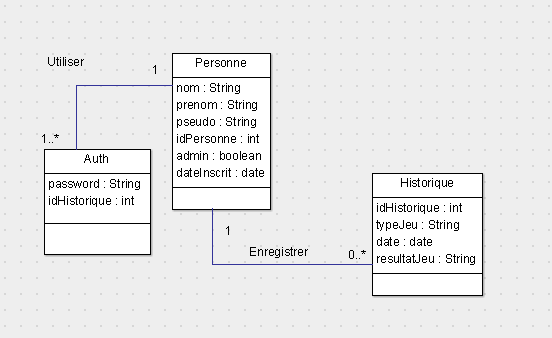 Utiliser
1
Personne
nom : String
prenom : String
pseudo : String
idPersonne : int
admin : boolean
dateInscrit : date
1..*
Auth
password : String
idHistorique : int
Historique
idHistorique : int
typeJeu : String
date : date
resultatJeu : String
1
Enregistrer
0..*